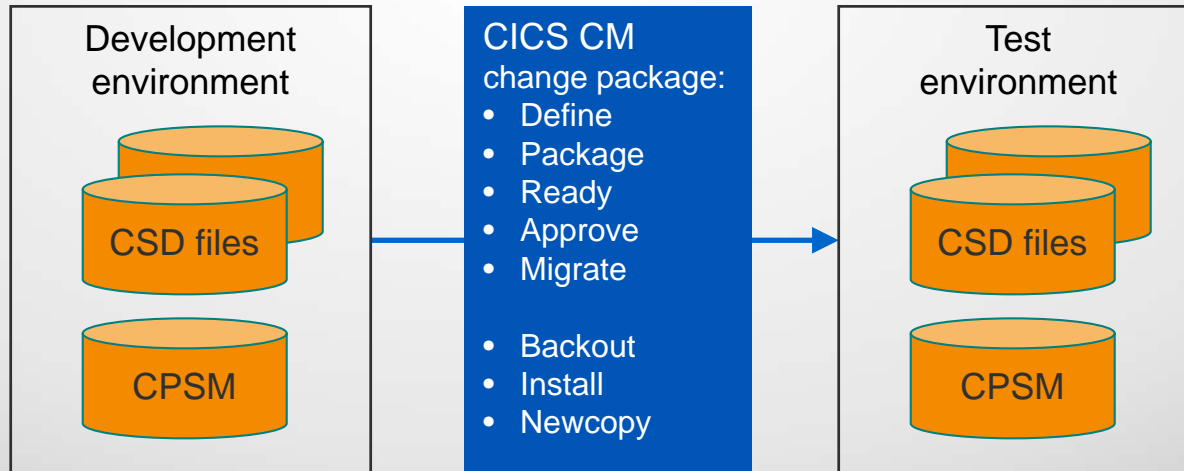 Development
environment
CSD files
CPSM
CICS CM
change package:
• Define
• Package
• Ready
• Approve
• Migrate
• Backout
• Install
• Newcopy
Test
environment
CSD files
CPSM